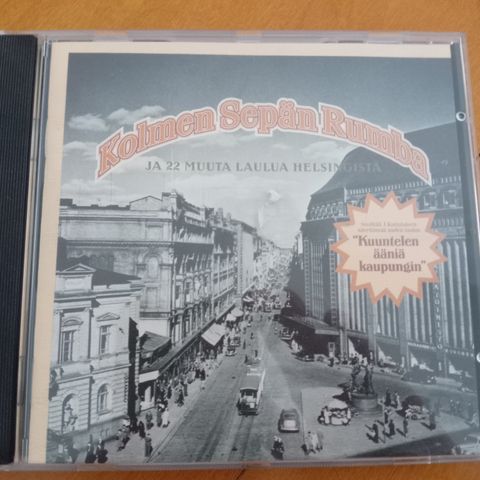 Kolmen Sepän Rumba
JA 22 MUUTA LAULUA HELSINGISTÄ
"Kuuntelen
ääniä
kaupungin"